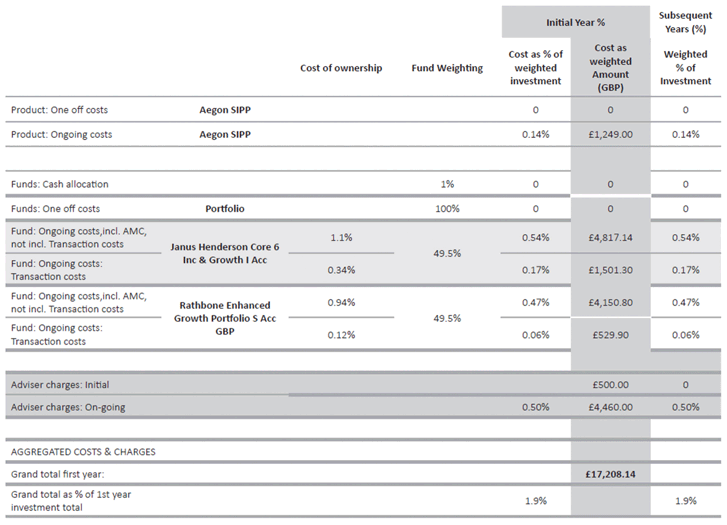 Initial Year %
Subsequent Years (%)
Cost of ownership
Fund Weighting
Cost as % of weighted investment
Cost as weighted Amount (GBP)
Weighted % of Investment
Product: One off costs Aegon SIPP 0 0 0
Product: Ongoing costs Aegon SIPP 0.14% £1,249.00 0.14%
Funds: Cash allocation 1% 0 0 0
Funds: One off costs Portfolio 100% 0 0 0
Fund: Ongoing costs,incl. AMC, not incl. Transaction costs
Janus Henderson Core 6 Inc & Growth I Acc
1.1% 49.5% 0.54% £4,817.14 0.54%
Fund: Ongoing costs: Transaction costs
0.34% 0.17% £1,501.30 0.17%
Fund: Ongoing costs,incl. AMC, not incl. Transaction costs
Rathbone Enhanced Growth Portfolio S Acc GBP
0.94% 49.5% 0.47% £4,150.80 0.47%
Fund: Ongoing costs: Transaction costs
0.12% 0.06% £529.90 0.06%
Adviser charges: Initial £500.00 0
Adviser charges: On-going 0.50% £4,460.00 0.50%
AGGREGATED COSTS & CHARGES
Grand total first year: £17,208.14
Grand total as % of 1st year investment total 1.9% 1.9%